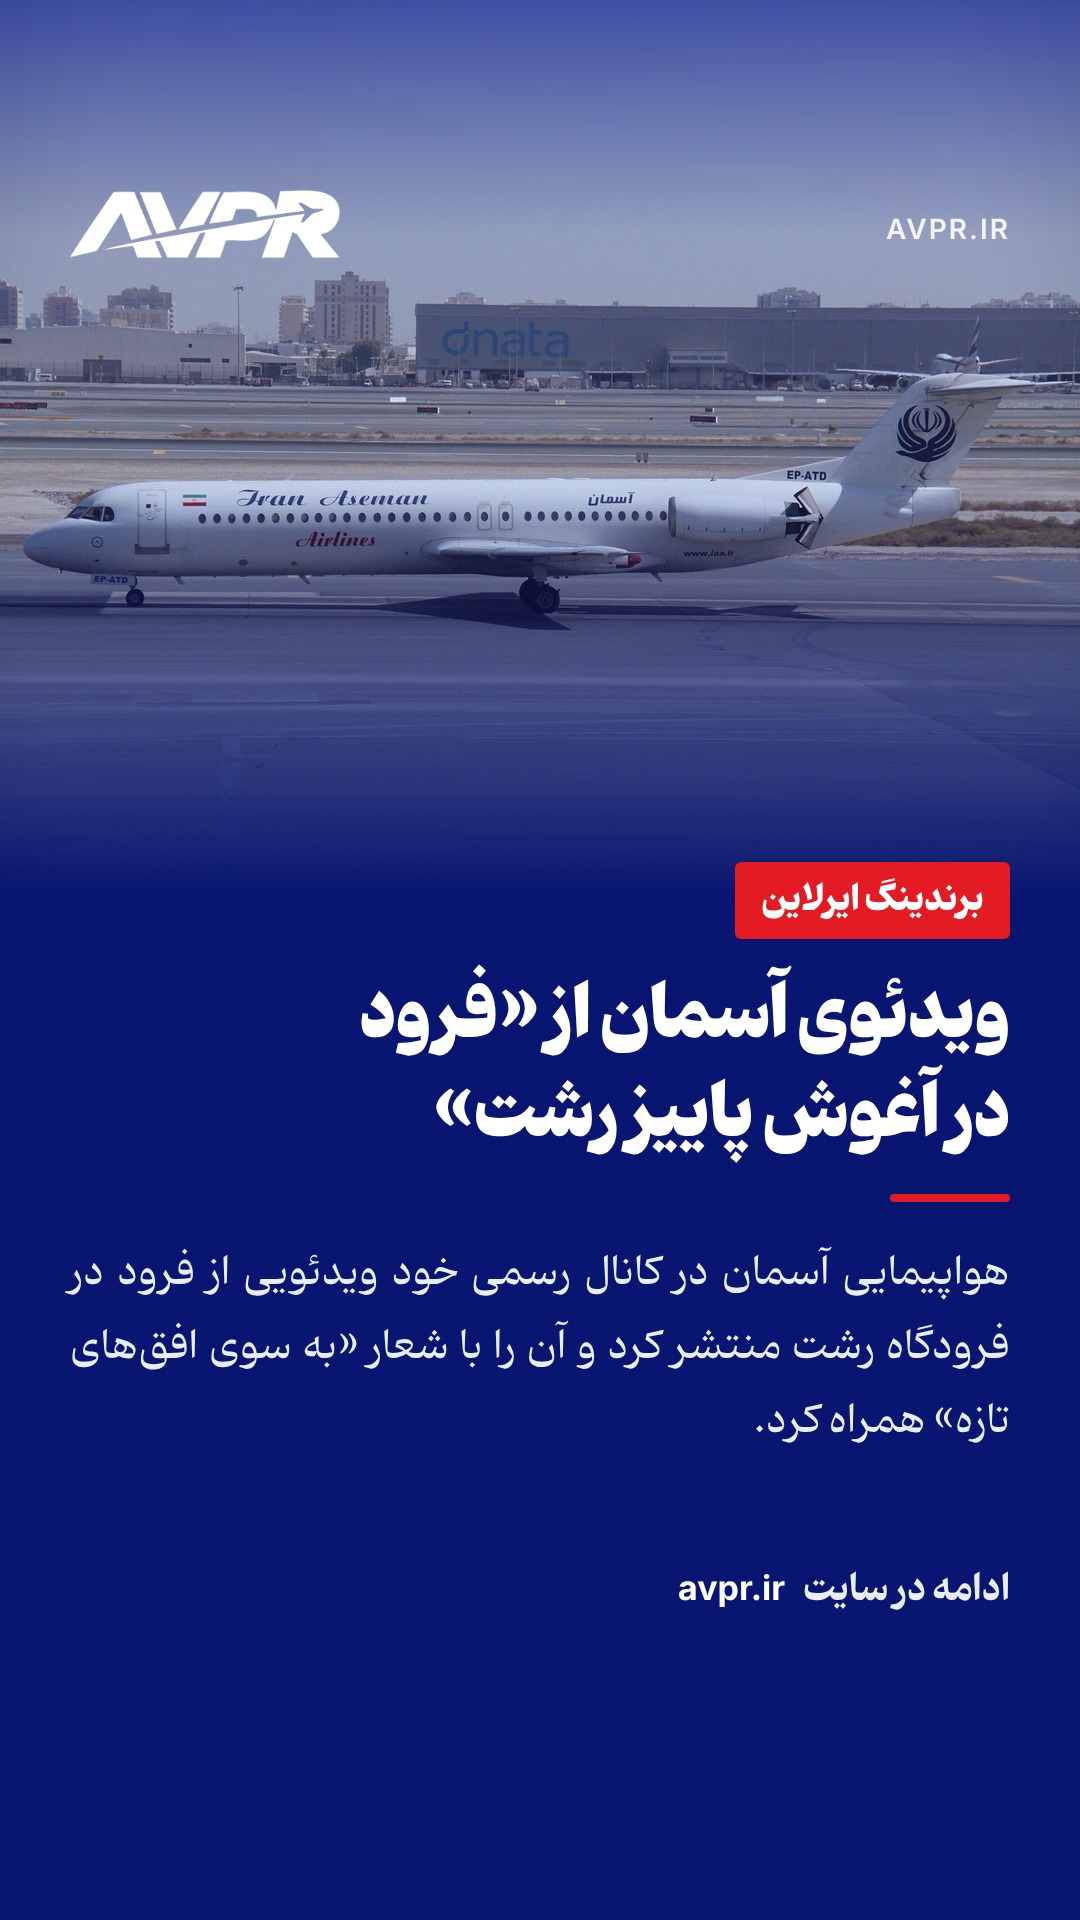 AVPR
AVPR.IR
dnata
EP-ATD
Iran Aseman
آسمان
Airlines
www.iaa.ir
EP-ATD
برندینگ ایرلاین
ویدئوی آسمان از «فرود
در آغوش پاییز رشت»
هواپیمایی آسمان در کانال رسمی خود ویدئویی از فرود در
فرودگاه رشت منتشر کرد و آن را با شعار «به سوی افق‌های
تازه» همراه کرد.
ادامه در سایت avpr.ir